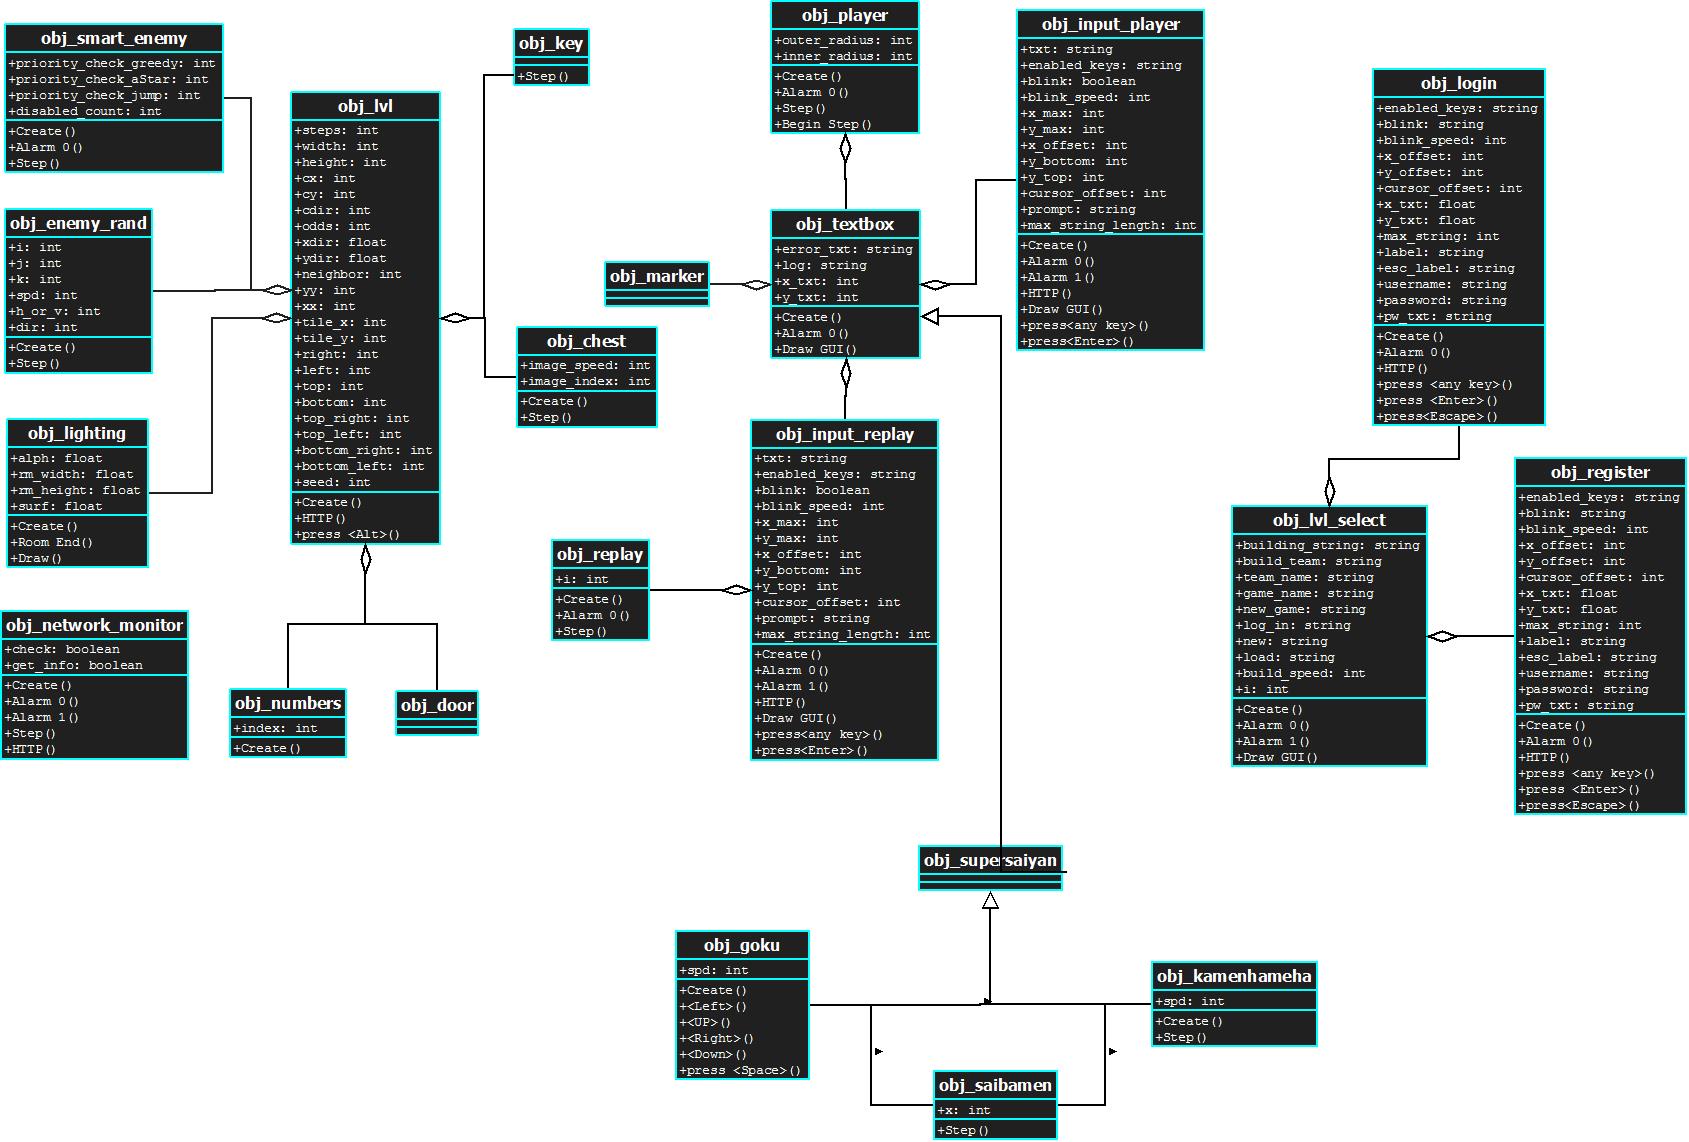 obj_smart_enemy
+priority_check_greedy: int
+priority_check_aStar: int
+priority_check_jump: int
+disabled_count: int
+Create()
+Alarm 0()
+Step()
obj_enemy_rand
+i: int
+j: int
+k: int
+spd: int
+h_or_v: int
+dir: int
+Create()
+Step()
obj_lighting
+alph: float
+rm_width: float
+rm_height: float
+surf: float
+Create()
+Room End()
+Draw()
obj_network_monitor
+check: boolean
+get_info: boolean
+Create()
+Alarm 0()
+Alarm 1()
+Step()
+HTTP()
obj_lvl
+steps: int
+width: int
+height: int
+cx: int
+cy: int
+cdir: int
+odds: int
+xdir: float
+ydir: float
+neighbor: int
+yy: int
+xx: int
+tile_x: int
+tile_y: int
+right: int
+left: int
+top: int
+bottom: int
+top_right: int
+top_left: int
+bottom_right: int
+bottom_left: int
+seed: int
+Create()
+HTTP()
+press <Alt>()
obj_numbers
+index: int
+Create()
obj_door
obj_key
+Step()
obj_chest
+image_speed: int
+image_index: int
+Create()
+Step()
obj_player
+outer_radius: int
+inner_radius: int
+Create()
+Alarm 0()
+Step()
+Begin Step()
obj_marker
obj_textbox
+error_txt: string
+log: string
+x_txt: int
+y_txt: int
+Create()
+Alarm 0()
+Draw GUI()
obj_input_player
+txt: string
+enabled_keys: string
+blink: boolean
+blink_speed: int
+x_max: int
+y_max: int
+x_offset: int
+y_bottom: int
+y_top: int
+cursor_offset: int
+prompt: string
+max_string_length: int
+Create()
+Alarm 0()
+Alarm 1()
+HTTP()
+Draw GUI()
+press<any key>()
+press<Enter>()
obj_replay
+i: int
+Create()
+Alarm 0()
+Step()
obj_input_replay
+txt: string
+enabled_keys: string
+blink: boolean
+blink_speed: int
+x_max: int
+y_max: int
+x_offset: int
+y_bottom: int
+y_top: int
+cursor_offset: int
+prompt: string
+max_string_length: int
+Create()
+Alarm 0()
+Alarm 1()
+HTTP()
+Draw GUI()
+press<any key>()
+press<Enter>()
obj_login
+enabled_keys: string
+blink: string
+blink_speed: int
+x_offset: int
+y_offset: int
+cursor_offset: int
+x_txt: float
+y_txt: float
+max_string: int
+label: string
+esc_label: string
+username: string
+password: string
+pw_txt: string
+Create()
+Alarm 0()
+HTTP()
+press <any key>()
+press <Enter>()
+press<Escape>()
obj_lvl_select
+building_string: string
+build_team: string
+team_name: string
+game_name: string
+new_game: string
+log_in: string
+new: string
+load: string
+build_speed: int
+i: int
+Create()
+Alarm 0()
+Alarm 1()
+Draw GUI()
obj_register
+enabled_keys: string
+blink: string
+blink_speed: int
+x_offset: int
+y_offset: int
+cursor_offset: int
+x_txt: float
+y_txt: float
+max_string: int
+label: string
+esc_label: string
+username: string
+password: string
+pw_txt: string
+Create()
+Alarm 0()
+HTTP()
+press <any key>()
+press <Enter>()
+press<Escape>()
obj_supersaiyan
obj_goku
+spd: int
+Create()
+<Left>()
+<UP>()
+<Right>()
+<Down>()
+press <Space>()
obj_kamenhameha
+spd: int
+Create()
+Step()
obj_saibamen
+x: int
+Step()